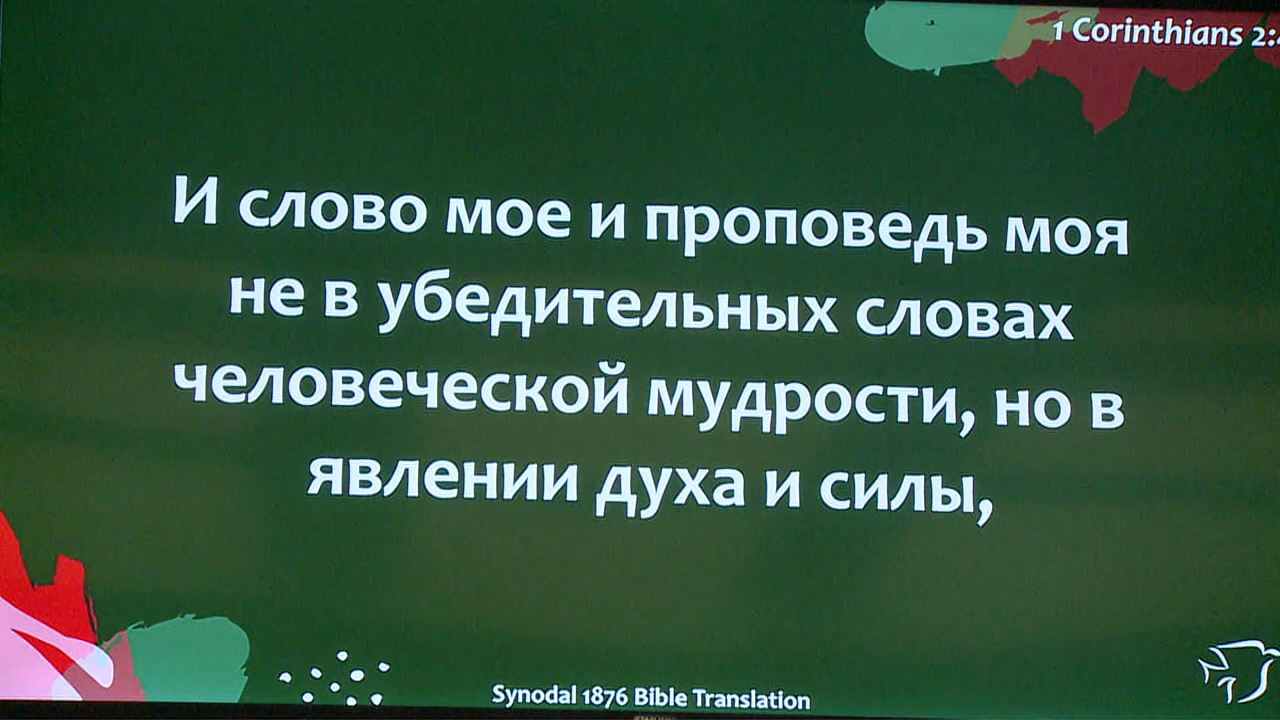 1 Corinthians 2:
И слово мое и проповедь моя
не в убедительных словах
человеческой мудрости, но в
явлении духа и силы,
Synodal 1876 Bible Translation